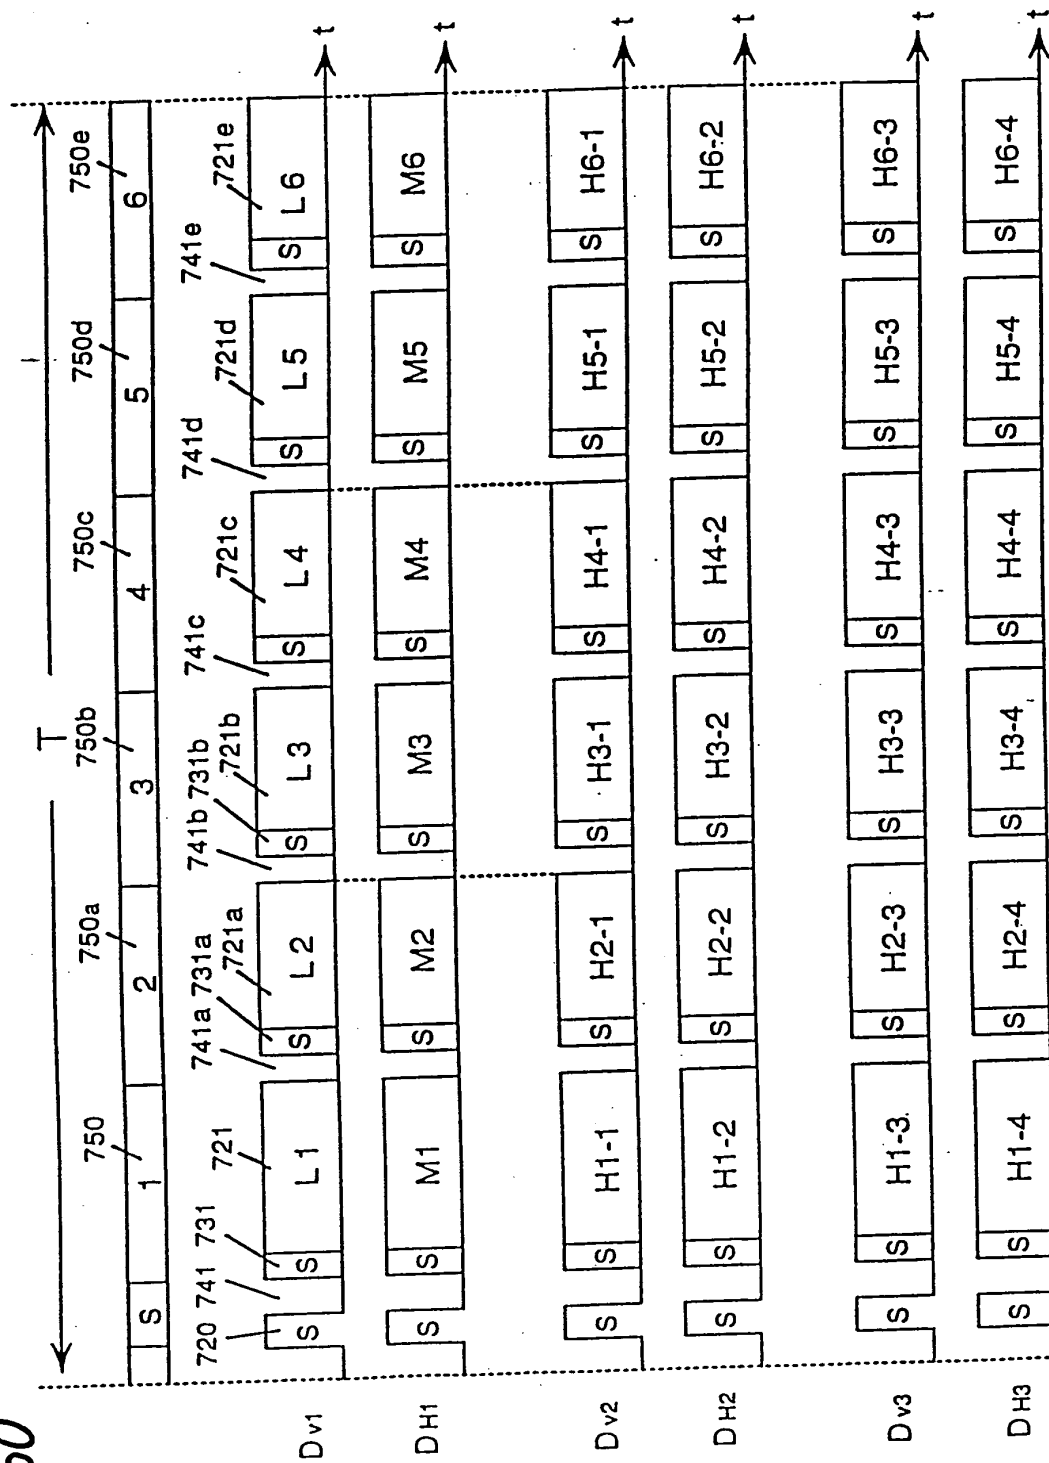 60
T
750 750a 750b 750c 750d 750e
S 1 2 3 4 5 6
720 741 731 721 741a 731a 721a 741b 731b 721b 741c 721c 741d 721d 741e 721e
Dv1 S S L1 S L2 S L3 S L4 S L5 S L6 t
DH1 S S M1 S M2 S M3 S M4 S M5 S M6 t
Dv2 S S H1-1 S H2-1 S H3-1 S H4-1 S H5-1 S H6-1 t
DH2 S S H1-2 S H2-2 S H3-2 S H4-2 S H5-2 S H6-2 t
Dv3 S S H1-3 S H2-3 S H3-3 S H4-3 S H5-3 S H6-3 t
DH3 S S H1-4 S H2-4 S H3-4 S H4-4 S H5-4 S H6-4 t